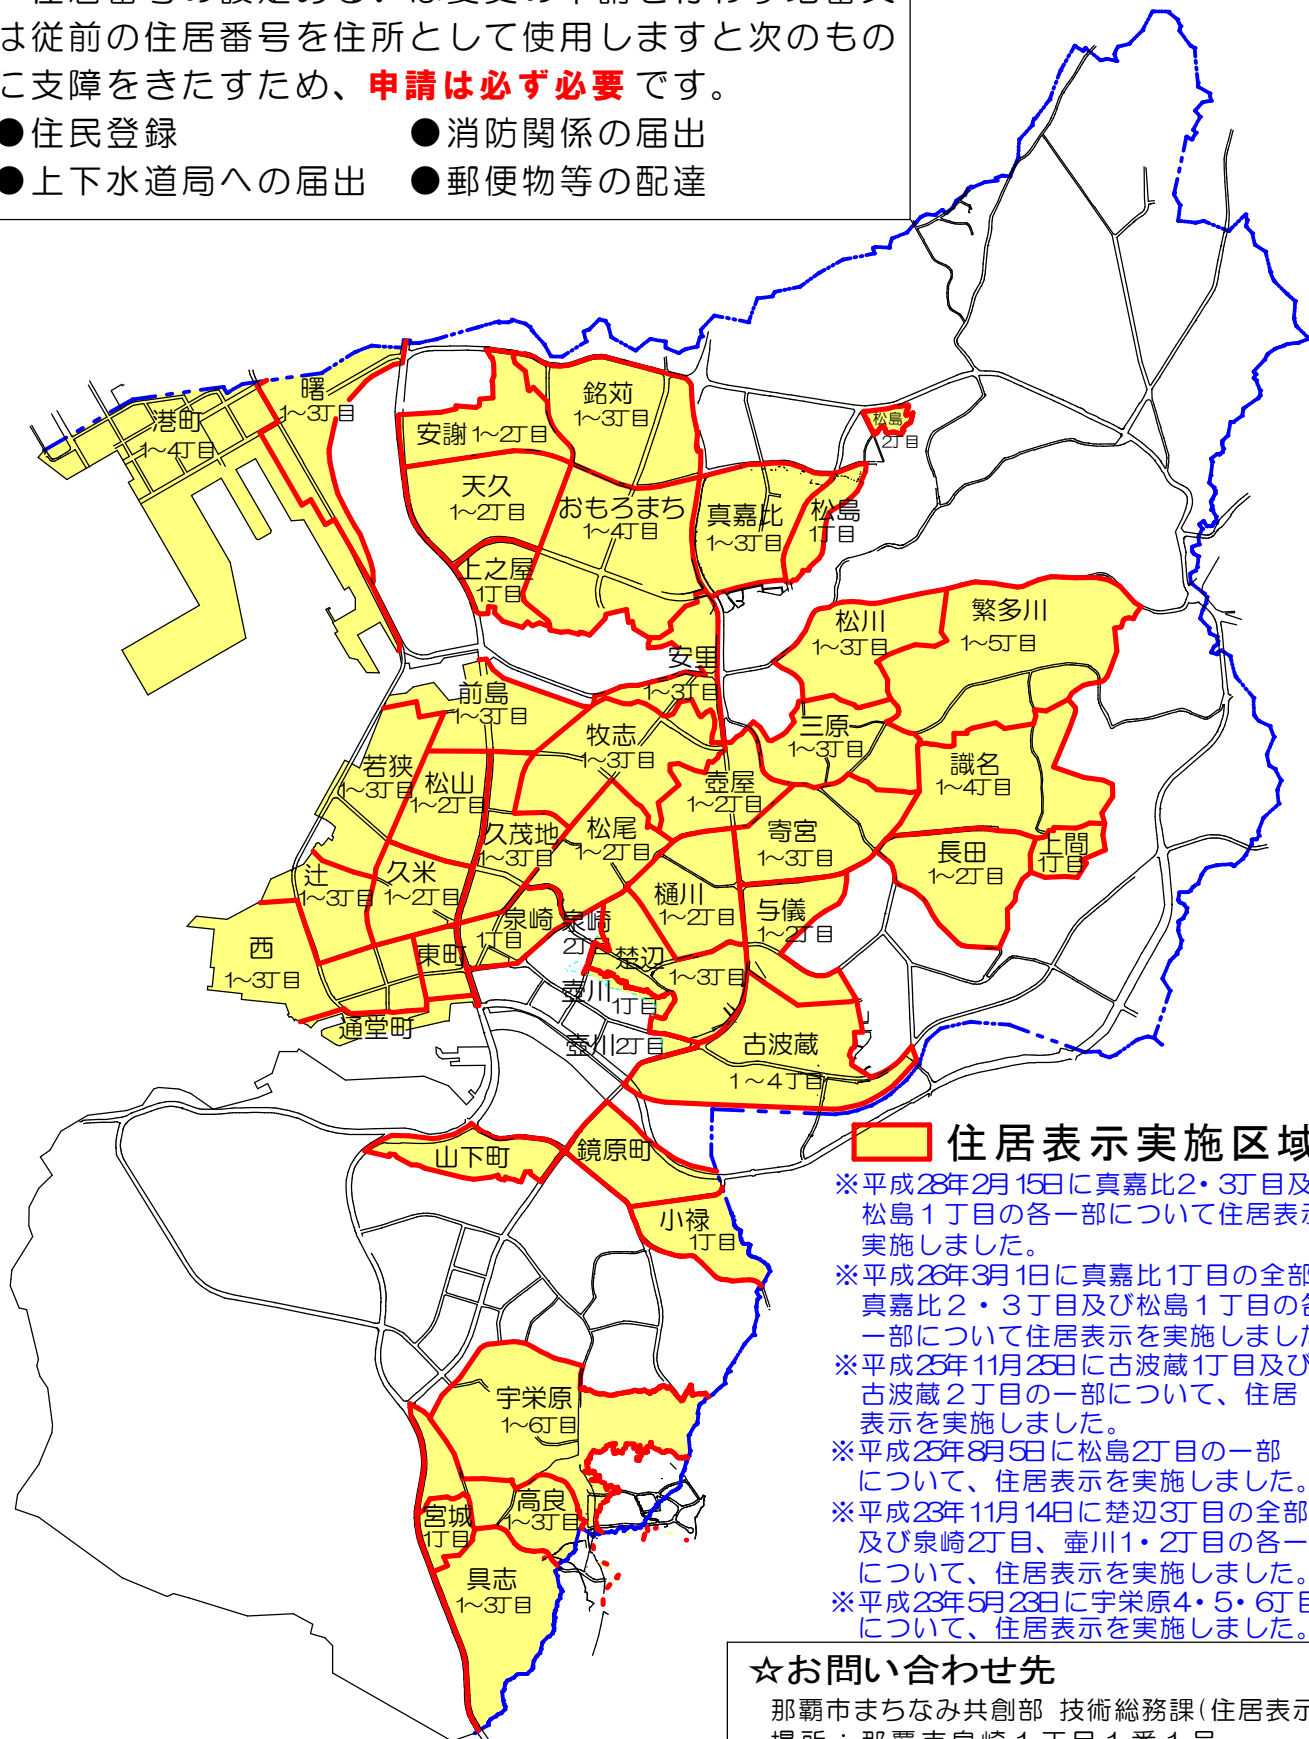 は従前の住居番号を住所として使用しますと次のもの
に支障をきたすため、申請は必ず必要です。
●住民登録 ●消防関係の届出
●上下水道局への届出 ●郵便物等の配達
曙
1~3丁目
港町
1~4丁目
銘苅
1~3丁目
安謝 1~2丁目
松島
2丁目
天久
1~2丁目
おもろまち
1~4丁目
真嘉比
1~3丁目
松島
1丁目
上之屋
1丁目
松川
1~3丁目
繁多川
1~5丁目
安里
1~3丁目
前島
1~3丁目
牧志
1~3丁目
三原
1~3丁目
識名
1~4丁目
若狭
1~3丁目
松山
1~2丁目
壺屋
1~2丁目
久茂地
1~3丁目
松尾
1~2丁目
寄宮
1~3丁目
長田
1~2丁目
上間
1丁目
辻
1~3丁目
久米
1~2丁目
樋川
1~2丁目
与儀
1~2丁目
泉崎
1丁目
泉崎
2丁目
西
1~3丁目
東町
楚辺
1~3丁目
壺川
1丁目
通堂町
壺川2丁目
古波蔵
1~4丁目
山下町
鏡原町
小禄
1丁目
住居表示実施区域
※平成28年2月15日に真嘉比2・3丁目及
松島1丁目の各一部について住居表示
実施しました。
※平成26年3月1日に真嘉比1丁目の全部
真嘉比2・3丁目及び松島1丁目の各
一部について住居表示を実施しました
※平成25年11月25日に古波蔵1丁目及び
古波蔵2丁目の一部について、住居
表示を実施しました。
※平成25年8月5日に松島2丁目の一部
について、住居表示を実施しました。
※平成23年11月14日に楚辺3丁目の全部
及び泉崎2丁目、壷川1・2丁目の各一
について、住居表示を実施しました。
※平成23年5月23日に宇栄原4・5・6丁目
について、住居表示を実施しました。
宇栄原
1~6丁目
高良
1~3丁目
宮城
1丁目
具志
1~3丁目
☆お問い合わせ先
那覇市まちなみ共創部 技術総務課(住居表示
場所:那覇市泉崎1丁目1番1号